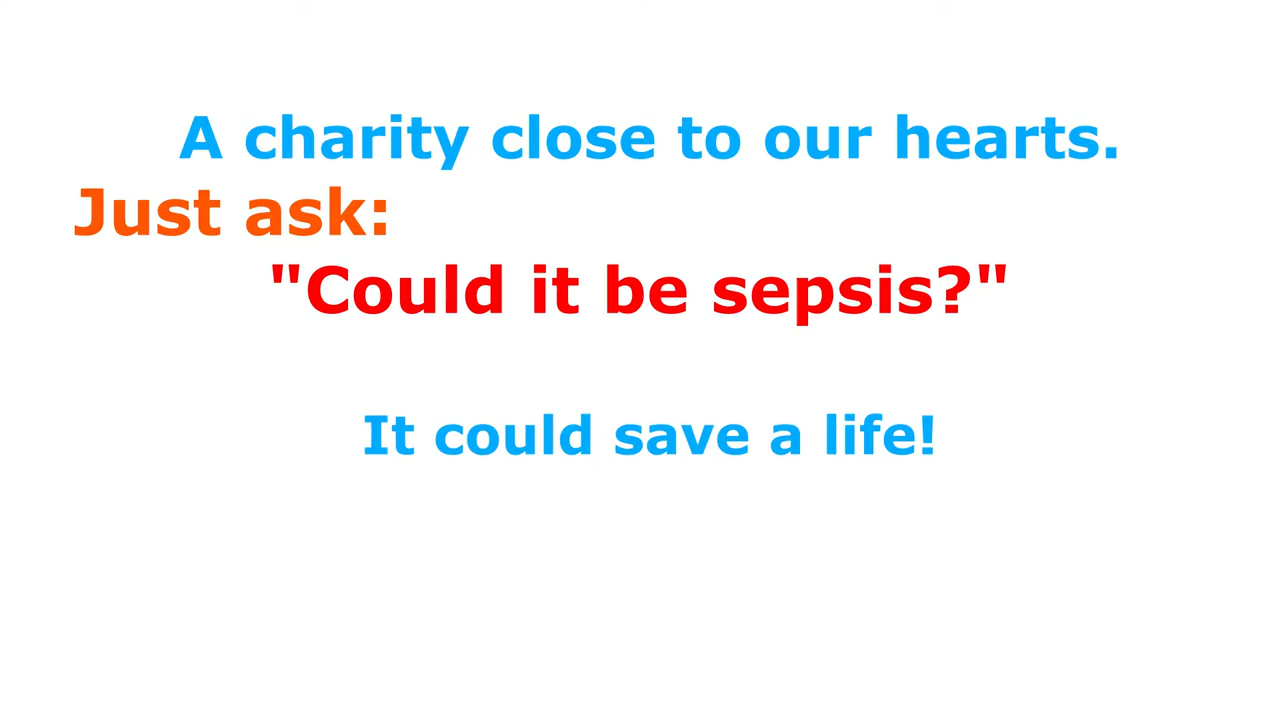 A charity close to our hearts.
Just ask:
"Could it be sepsis?"
It could save a life!